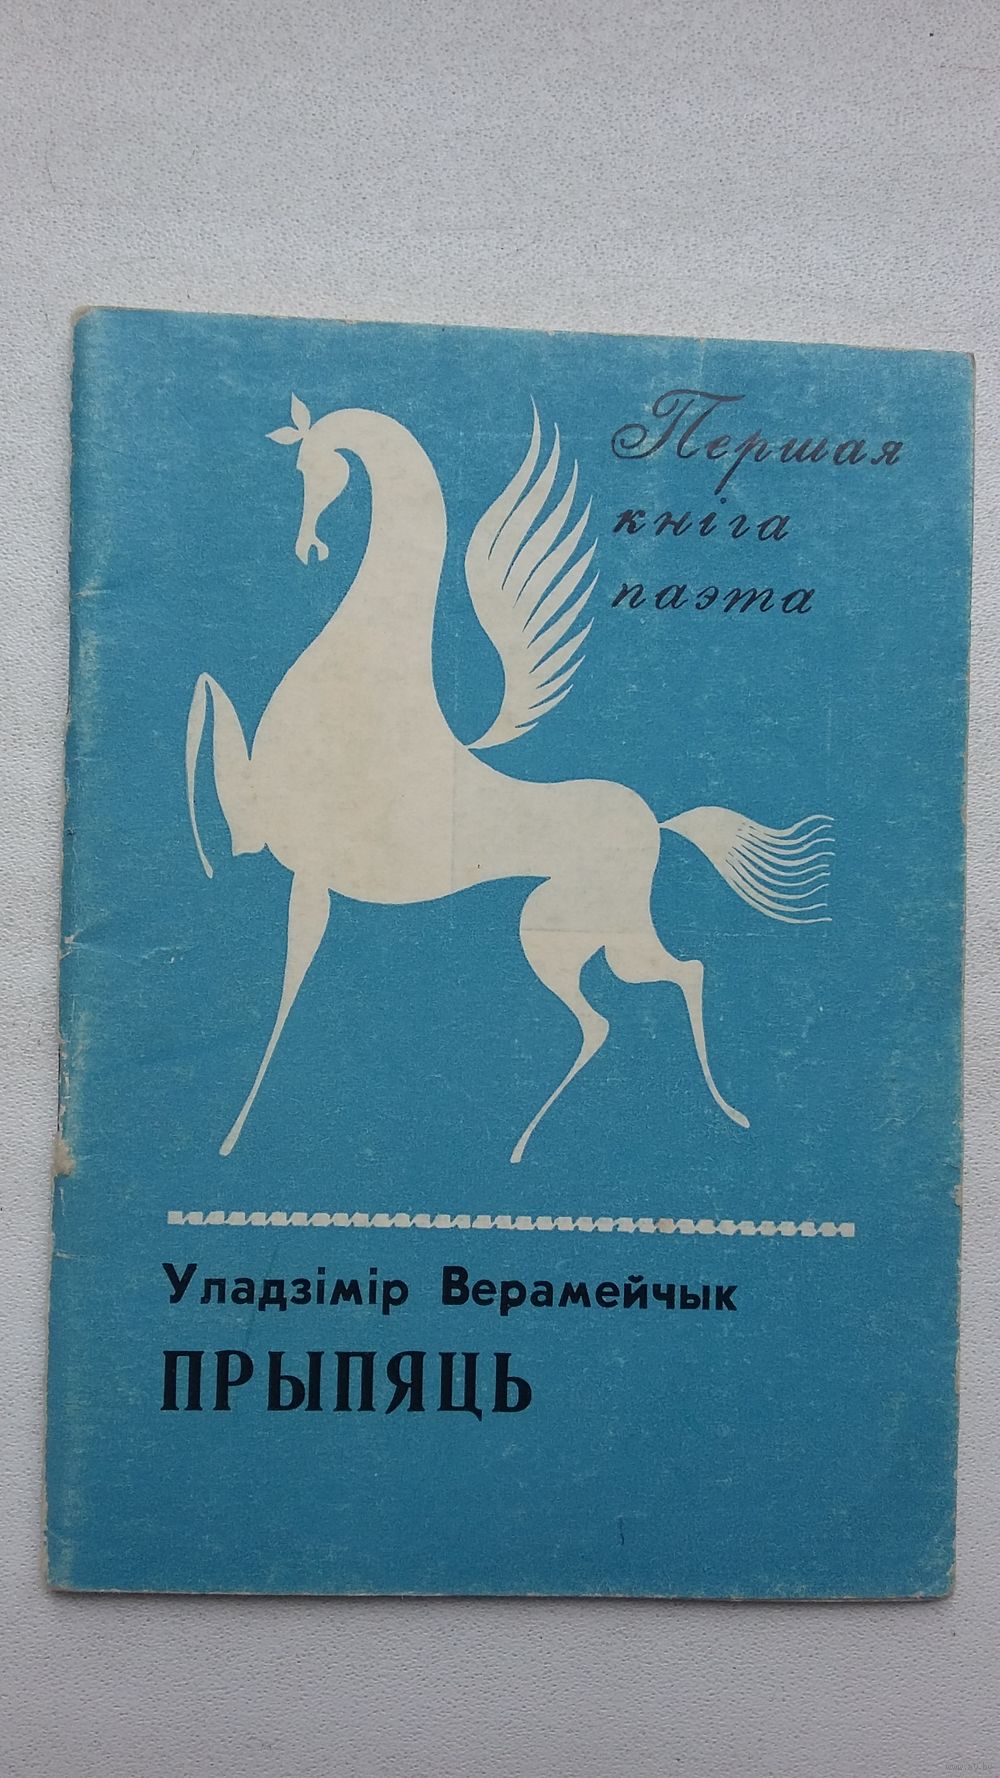 Першая
кніга
паэта
Уладзімір Верамейчык
ПРЫПЯЦЬ